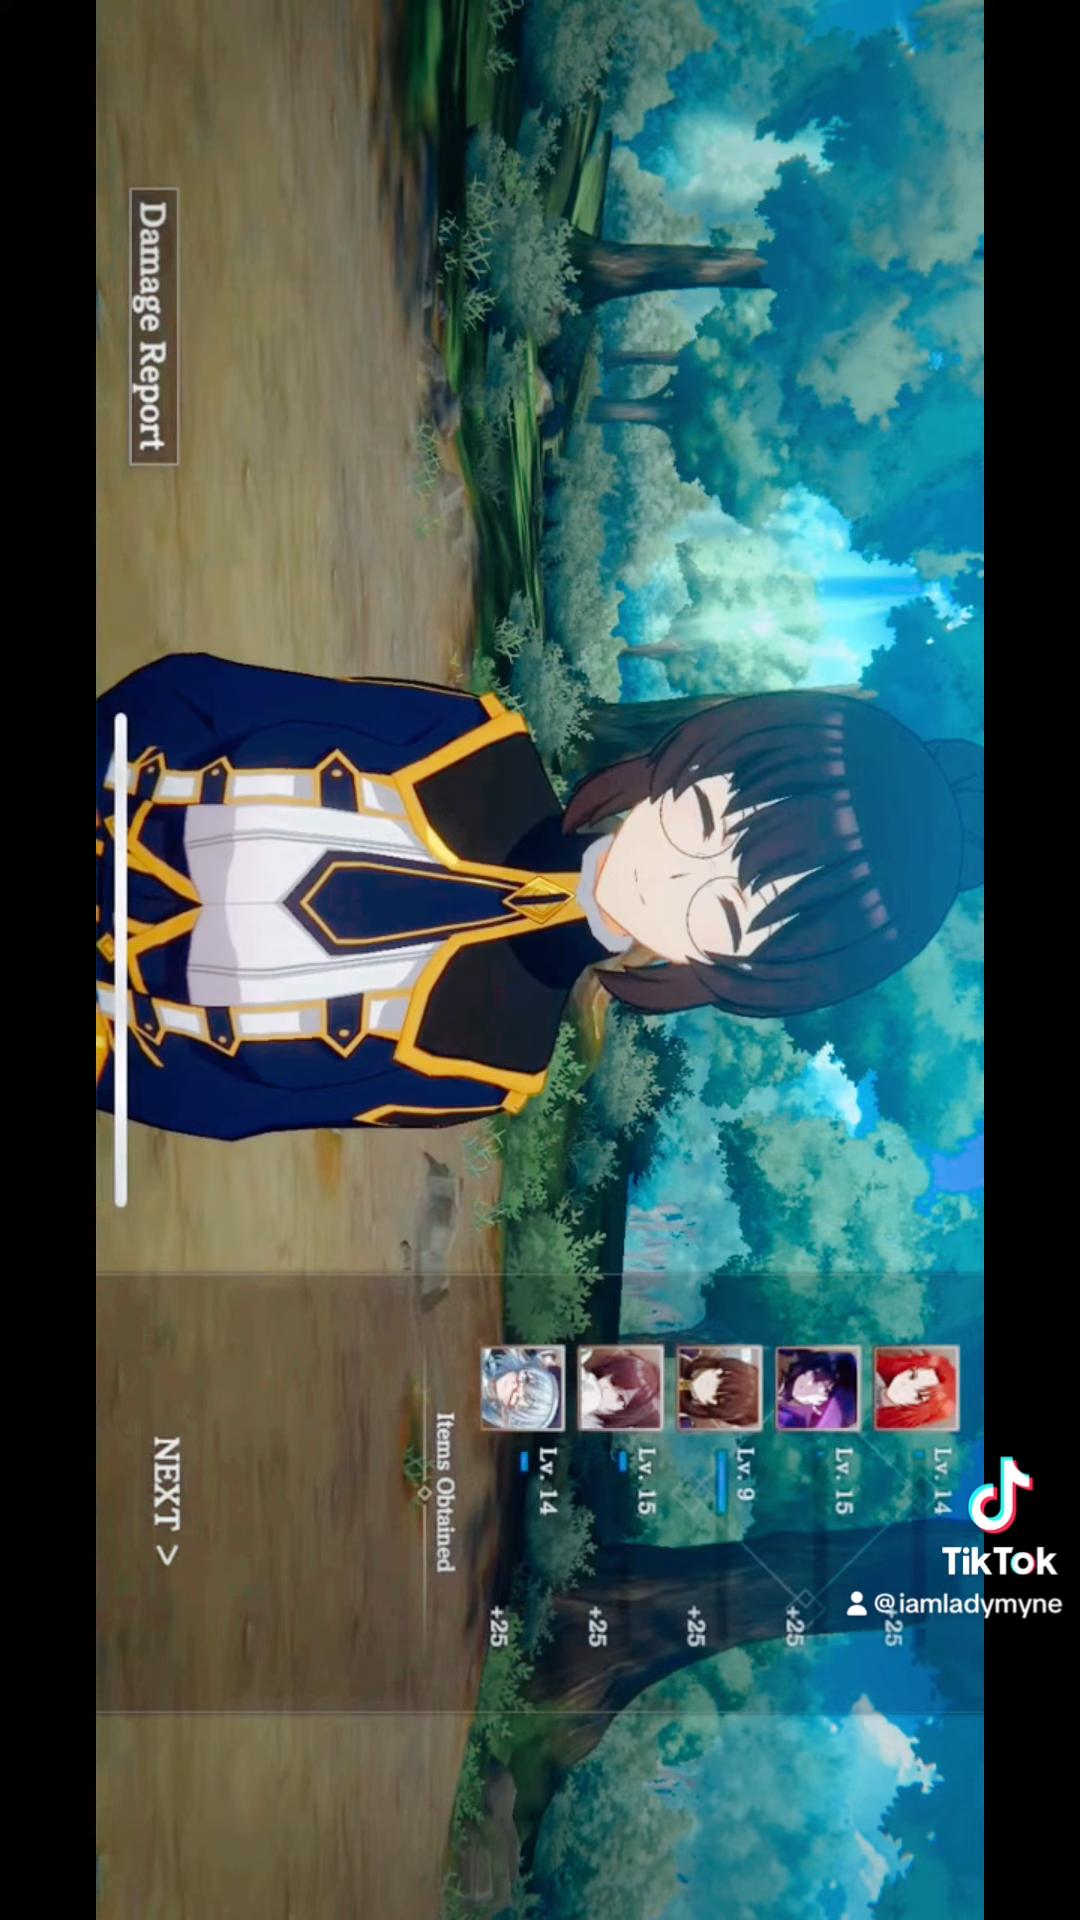 Lv. 14
+25
Lv. 15
+25
Lv. 9
+25
Lv. 15
+25
Lv. 14
+25
Items Obtained
Damage Report
NEXT >
TikTok
@iamladymyne